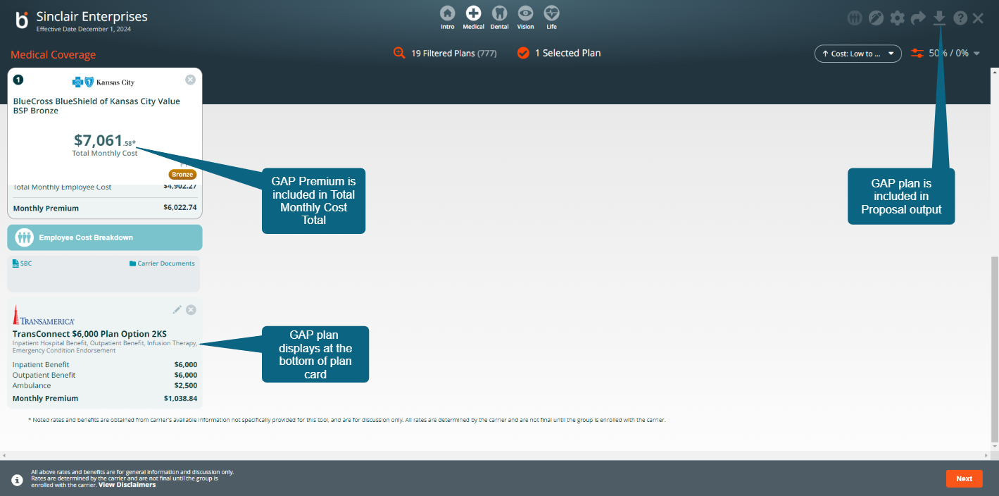 Sinclair Enterprises
Effective Date December 1, 2024
Intro
Medical
Dental
Vision
Life
Medical Coverage
19 Filtered Plans (777)
1 Selected Plan
Cost: Low to ...
50% / 0%
1
Kansas City
BlueCross BlueShield of Kansas City Value
BSP Bronze
$7,061.58*
Total Monthly Cost
Bronze
Total Monthly Employee Cost $4,902.27
Monthly Premium $6,022.74
GAP Premium is
included in Total
Monthly Cost
Total
GAP plan is
included in
Proposal output
Employee Cost Breakdown
SBC
Carrier Documents
TRANSAMERICA
TransConnect $6,000 Plan Option 2KS
Inpatient Hospital Benefit, Outpatient Benefit, Infusion Therapy,
Emergency Condition Endorsement
Inpatient Benefit $6,000
Outpatient Benefit $6,000
Ambulance $2,500
Monthly Premium $1,038.84
GAP plan
displays at the
bottom of plan
card
* Noted rates and benefits are obtained from carrier's available information not specifically provided for this tool, and are for discussion only. All rates are determined by the carrier and are not final until the group is enrolled with the carrier.
All above rates and benefits are for general information and discussion only.
Rates are determined by the carrier and are not final until the group is
enrolled with the carrier. View Disclaimers
Next